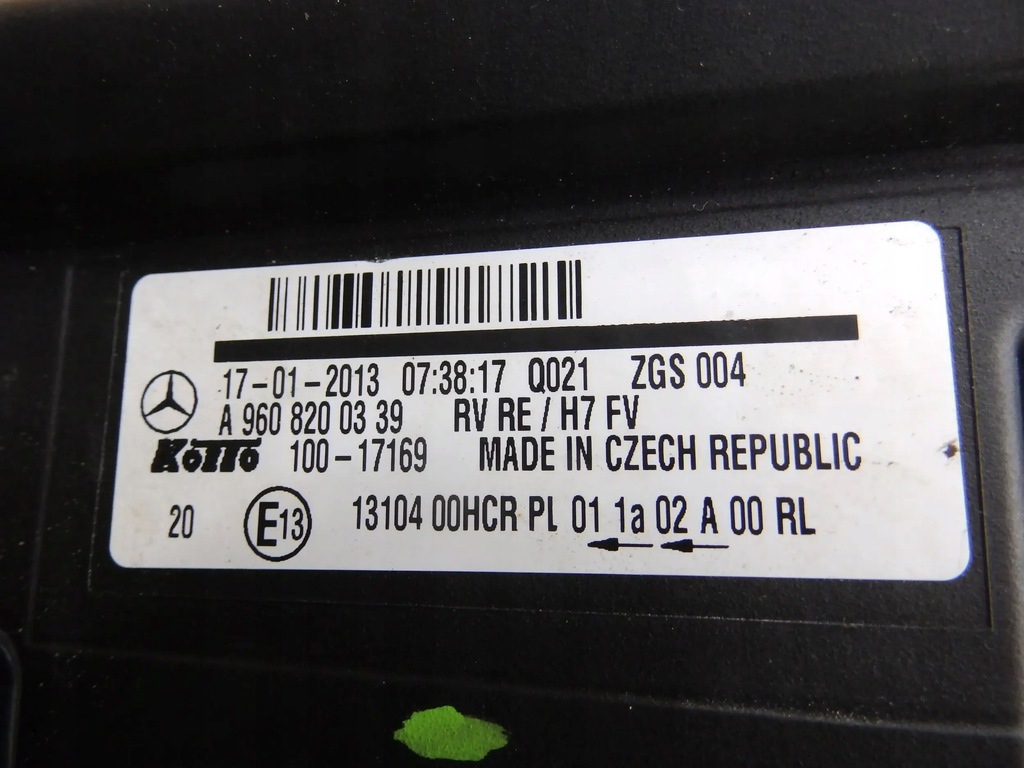 17-01-2013 07:38:17 Q021 ZGS 004
A 960 820 03 39 RV RE / H7 FV
Kotto 100-17169 MADE IN CZECH REPUBLIC
20 E13 13104 00HCR PL 01 1a 02 A 00 RL